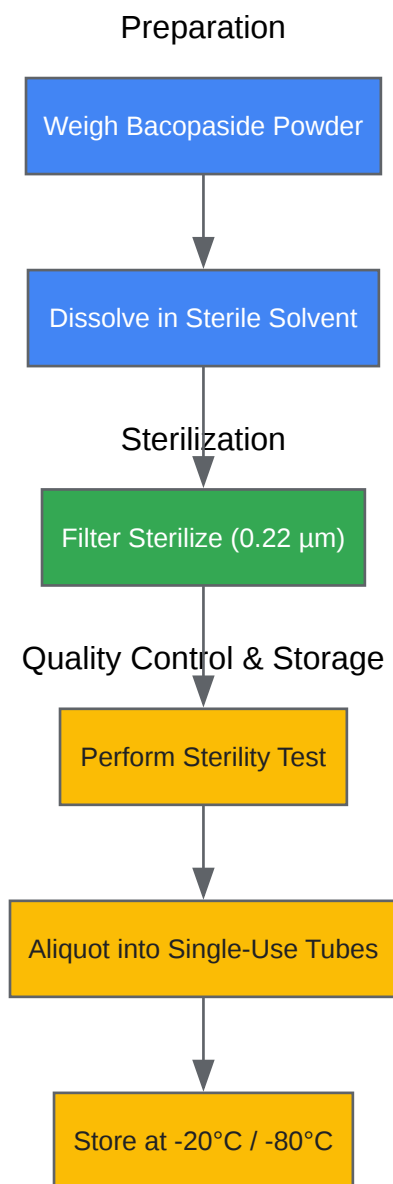 Preparation
Weigh Bacopaside Powder
Dissolve in Sterile Solvent
Sterilization
Filter Sterilize (0.22 µm)
Quality Control & Storage
Perform Sterility Test
Aliquot into Single-Use Tubes
Store at -20°C / -80°C